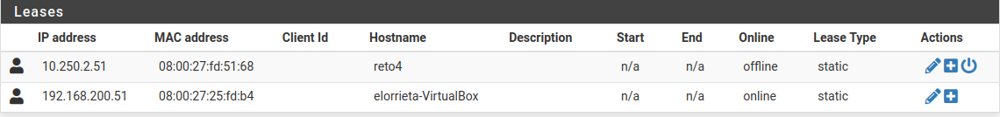 Leases
IP address MAC address Client Id Hostname Description Start End Online Lease Type Actions
10.250.2.51 08:00:27:fd:51:68 reto4 n/a n/a offline static
192.168.200.51 08:00:27:25:fd:b4 elorrieta-VirtualBox n/a n/a online static